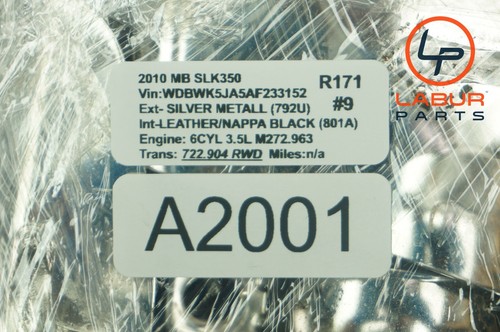 2010 MB SLK350 R171
Vin:WDBWK5JA5AF233152
#9
Ext- SILVER METALL (792U)
Int-LEATHER/NAPPA BLACK (801A)
Engine: 6CYL 3.5L M272.963
Trans: 722.904 RWD Miles:n/a
A2001
LP
LABUR
PARTS